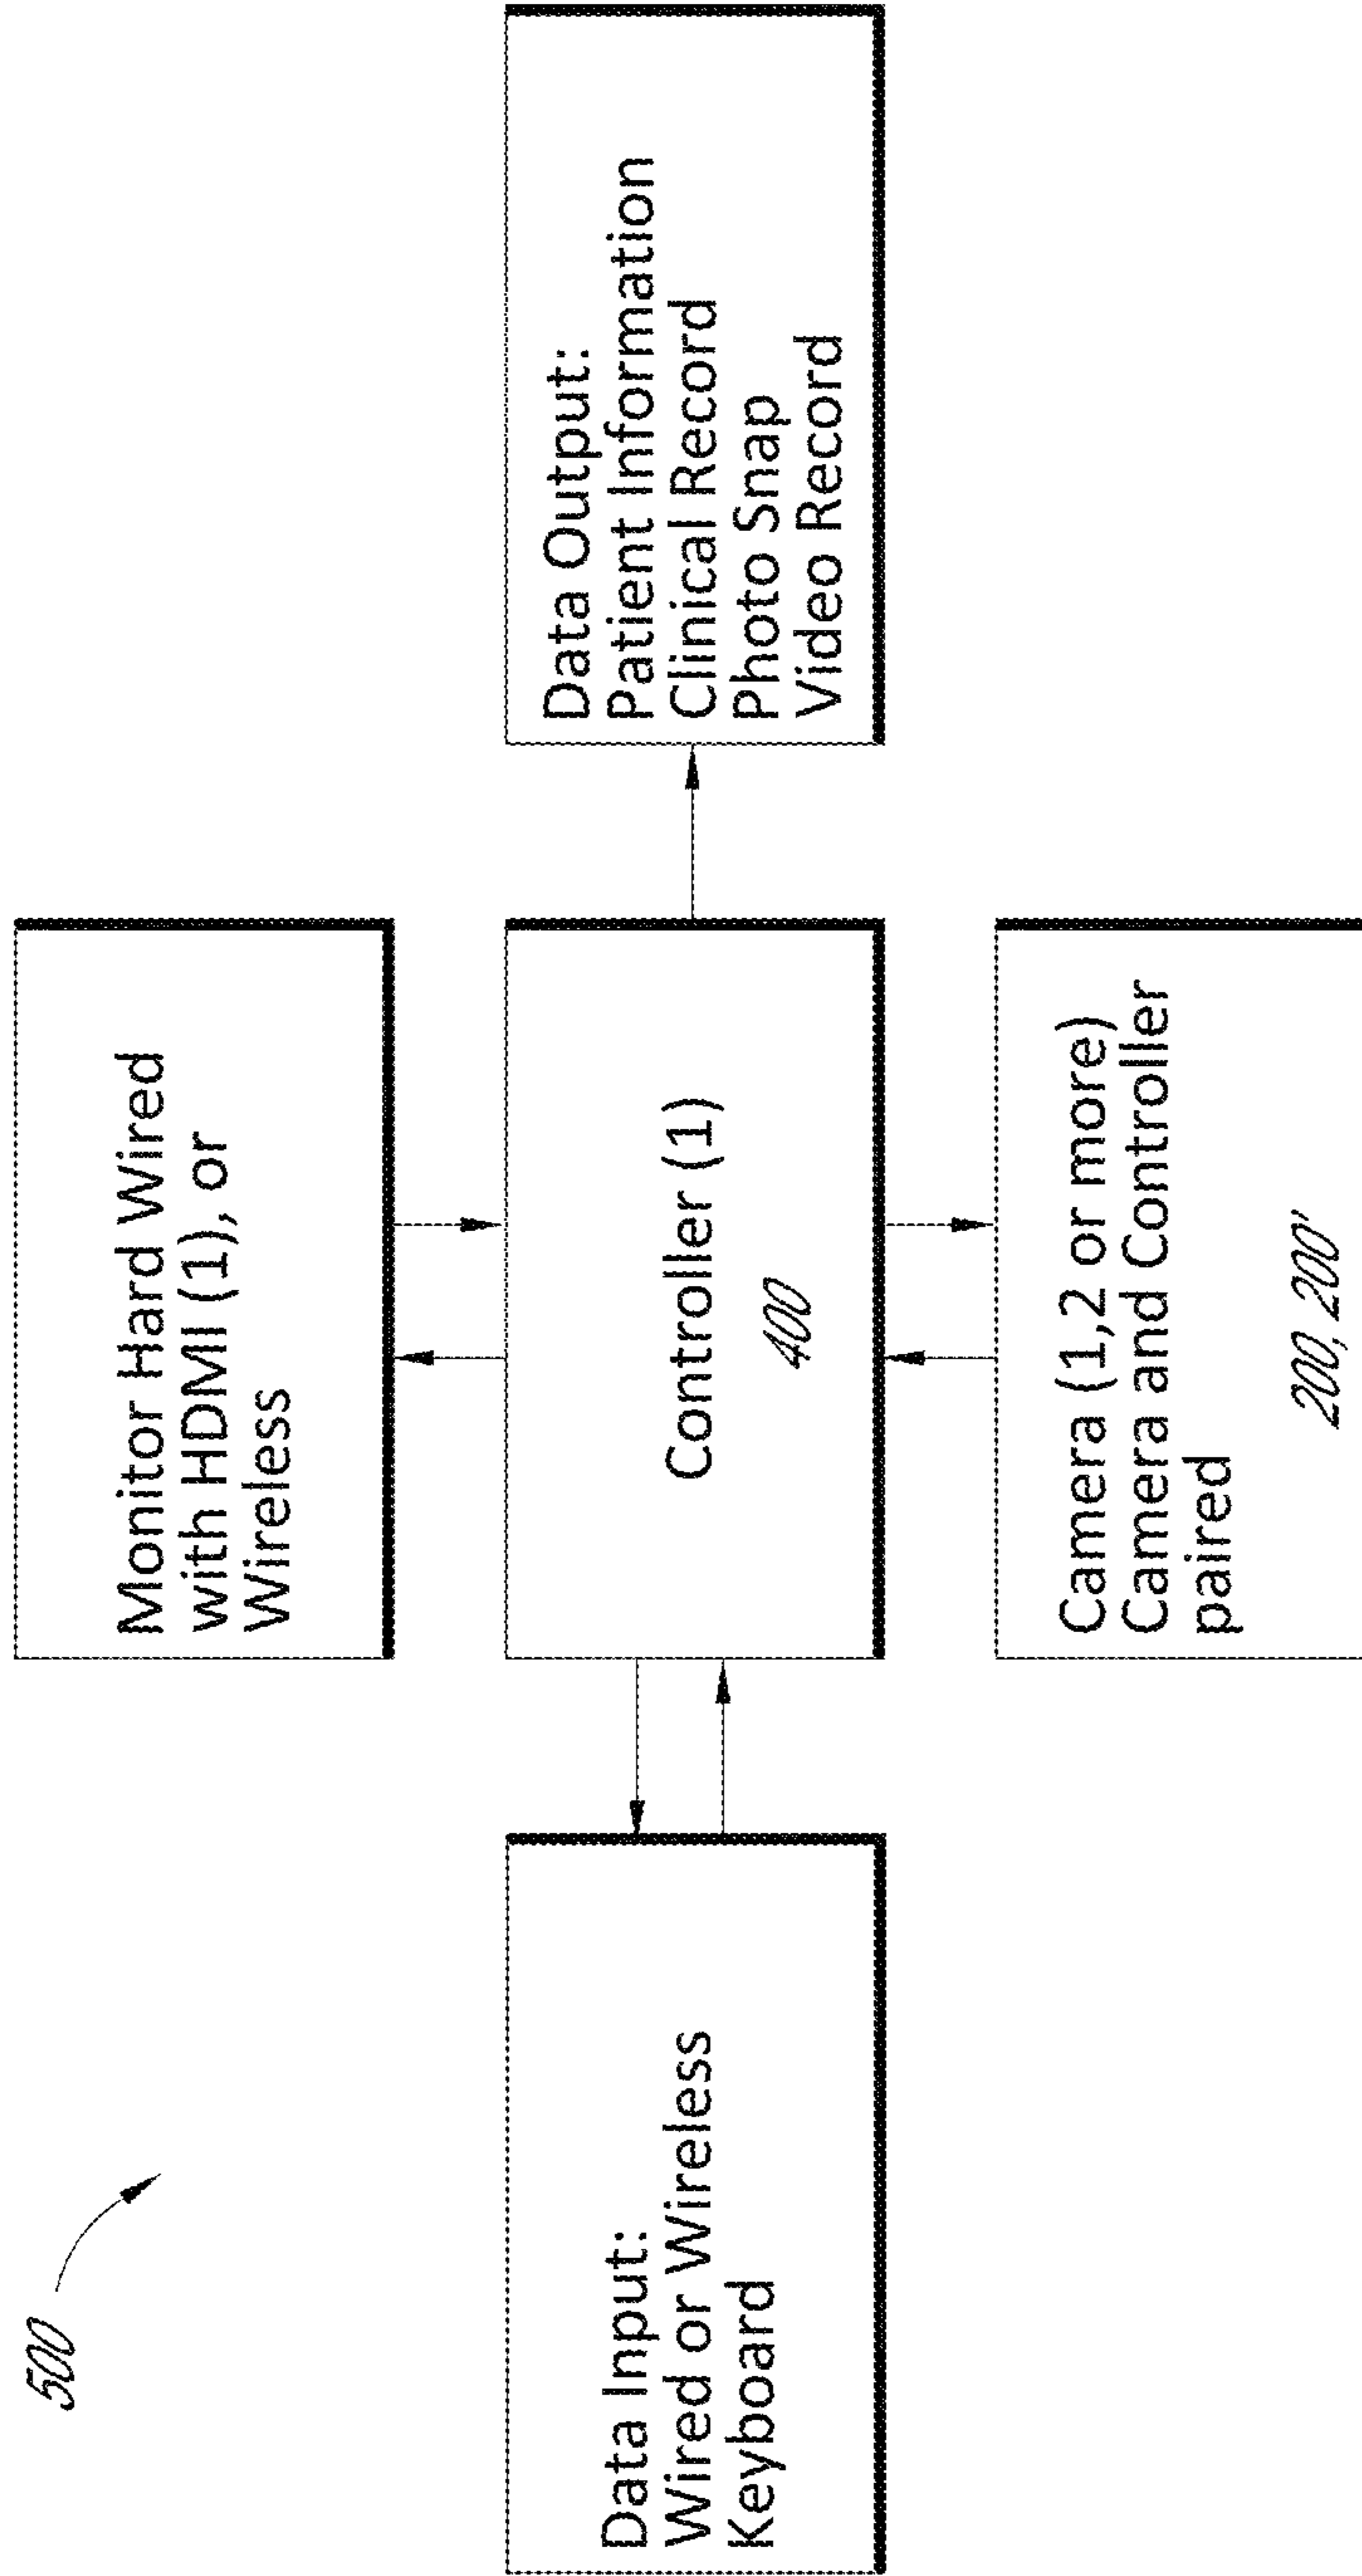 500
Monitor Hard Wired
with HDMI (1), or
Wireless
Data Input:
Wired or Wireless
Keyboard
Controller (1)
400
Data Output:
Patient Information
Clinical Record
Photo Snap
Video Record
Camera (1,2 or more)
Camera and Controller
paired
200, 200'